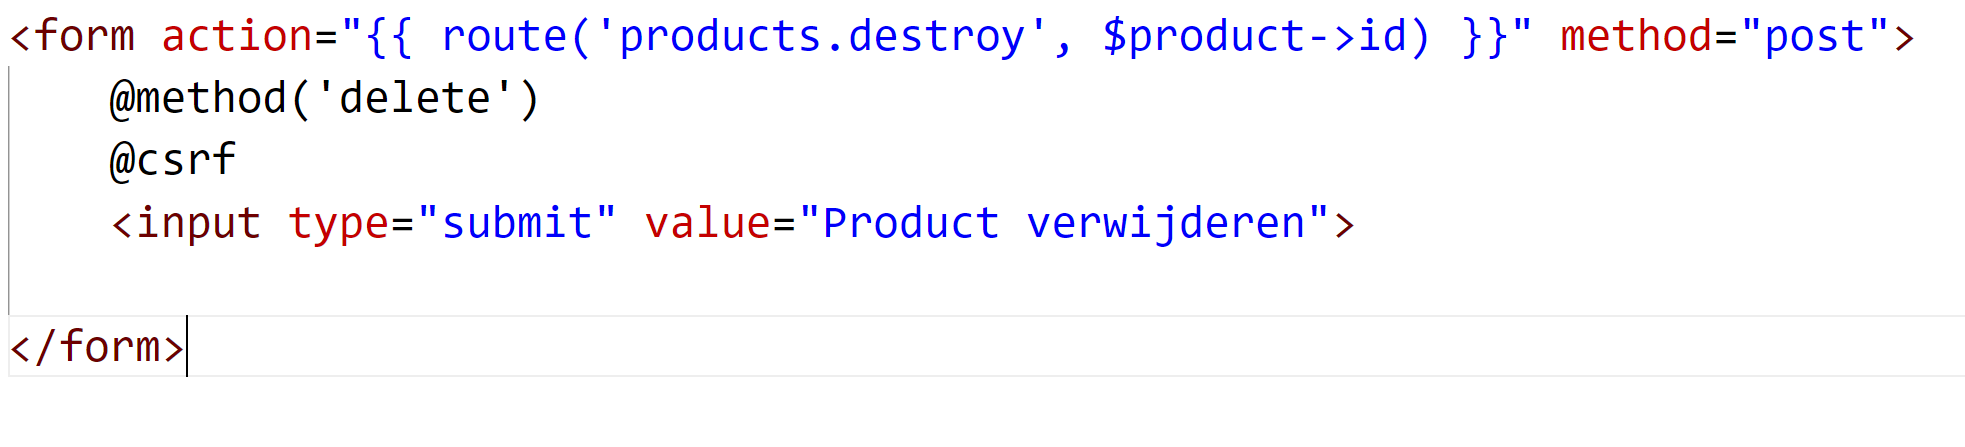 <form action="{{ route('products.destroy', $product->id) }}" method="post">
    @method('delete')
    @csrf
    <input type="submit" value="Product verwijderen">
</form>